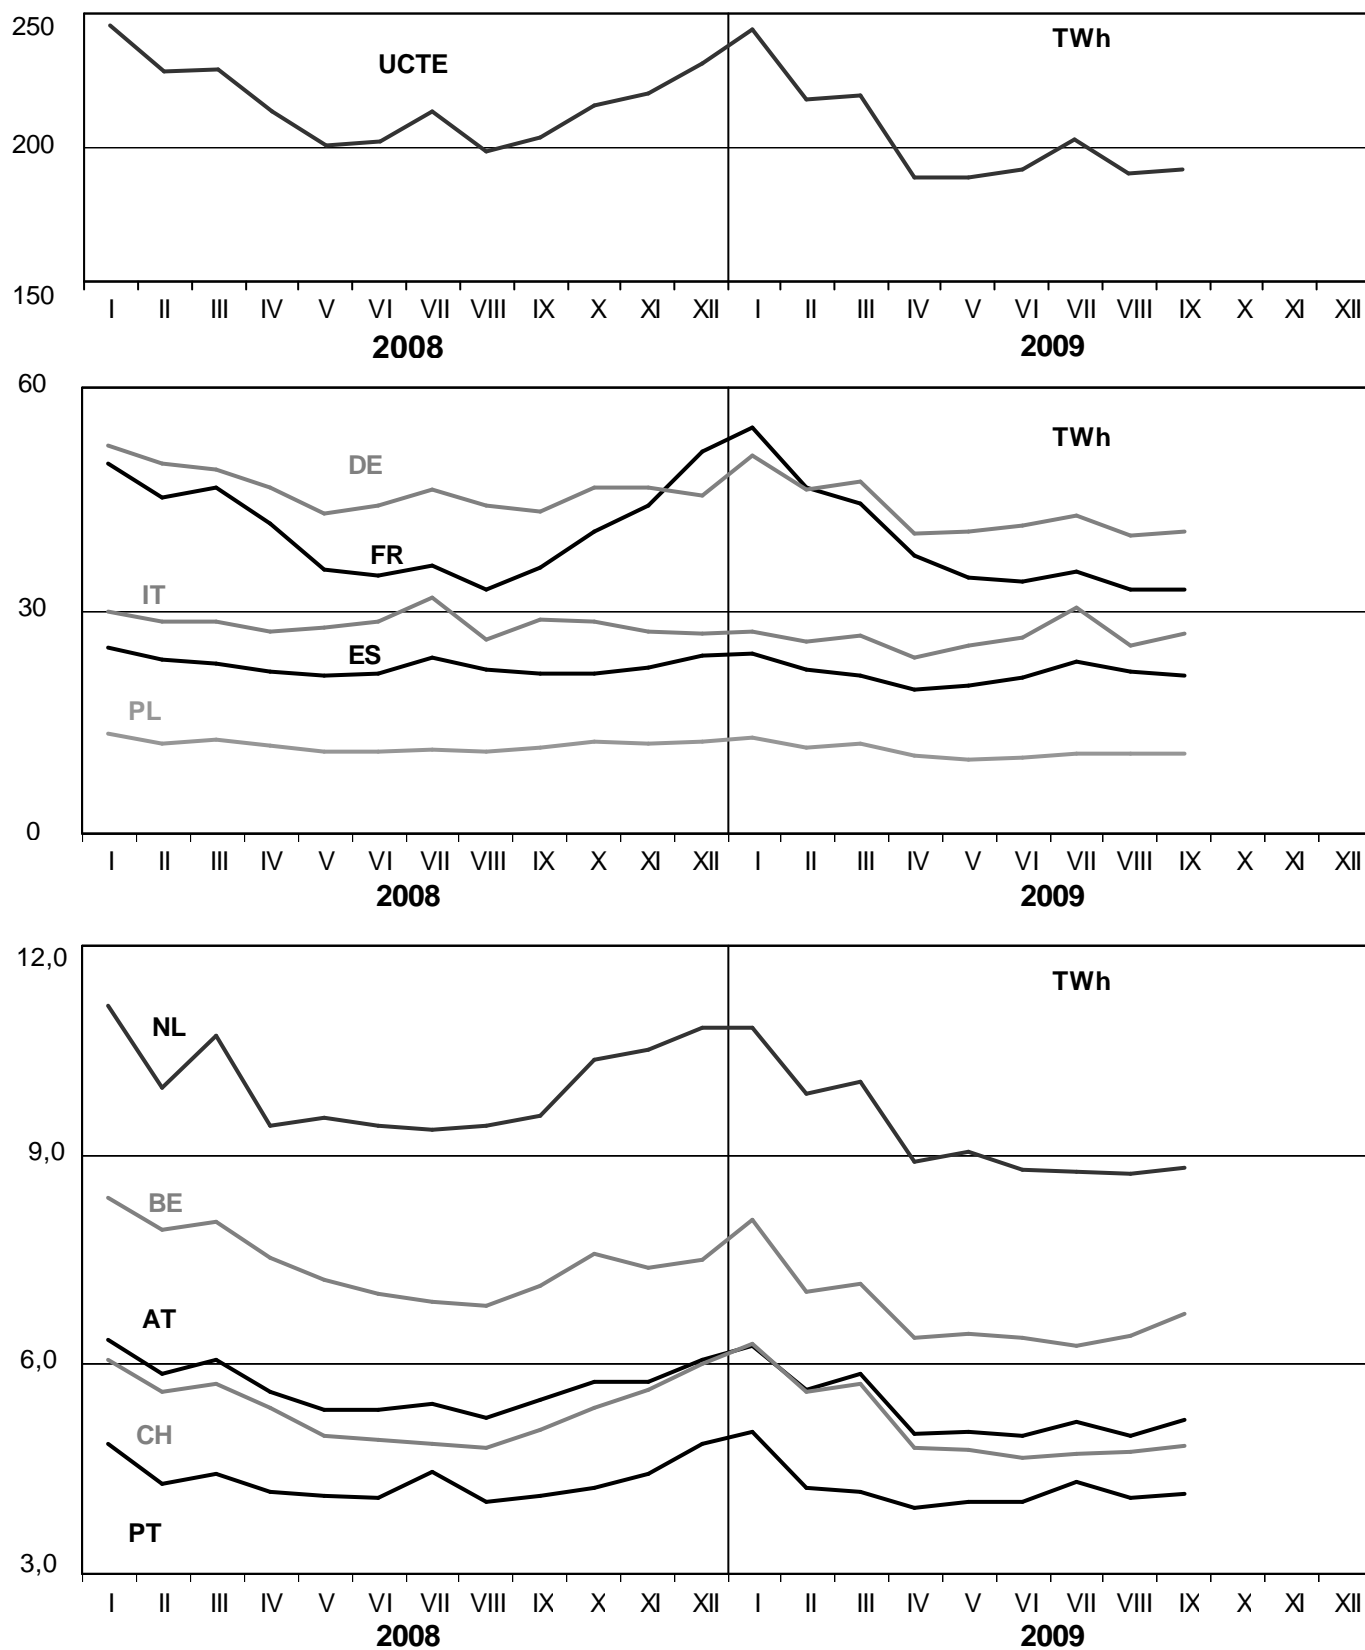 250
TWh
UCTE
200
150
I II III IV V VI VII VIII IX X XI XII I II III IV V VI VII VIII IX X XI XII
2008 2009
60
TWh
DE
FR
IT
30
ES
PL
0
I II III IV V VI VII VIII IX X XI XII I II III IV V VI VII VIII IX X XI XII
2008 2009
12,0
TWh
NL
9,0
BE
AT
6,0
CH
PT
3,0
I II III IV V VI VII VIII IX X XI XII I II III IV V VI VII VIII IX X XI XII
2008 2009